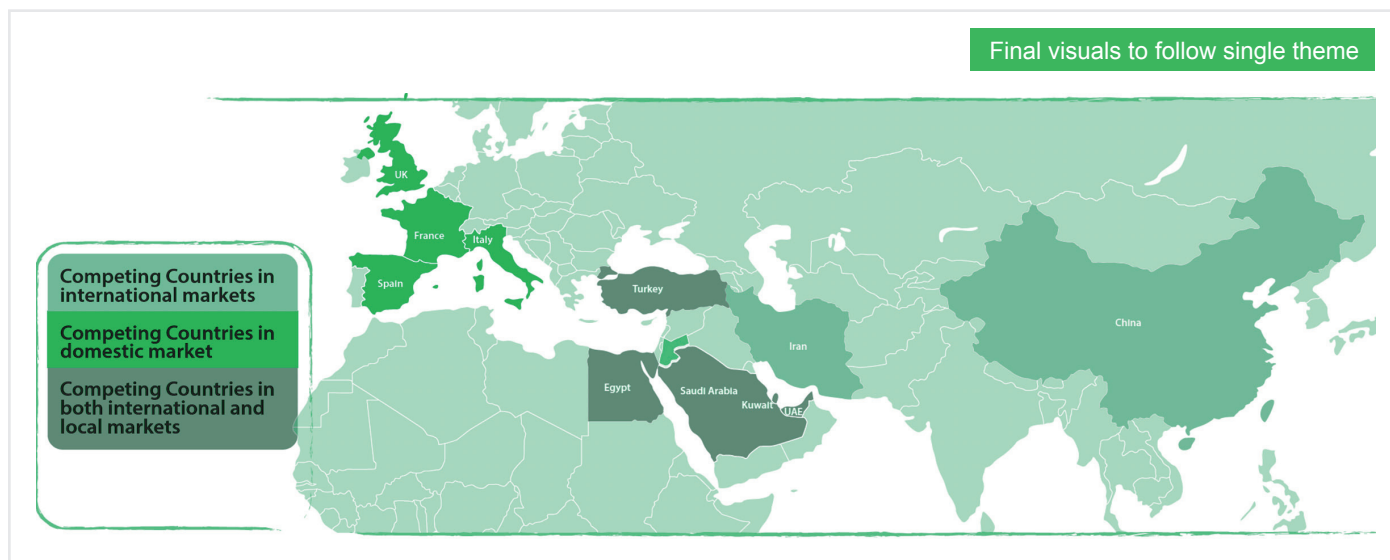 Final visuals to follow single theme
UK
France
Italy
Spain
Turkey
Competing Countries in
international markets
Competing Countries in
domestic market
Competing Countries in
both international and
local markets
China
Iran
Egypt
Saudi Arabia
Kuwait
UAE